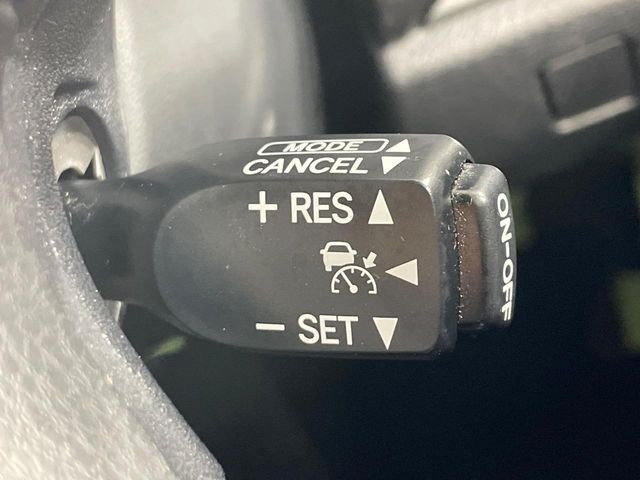 MODE ▲
CANCEL ▼
+ RES ▲
◀
- SET ▼
ON-OFF